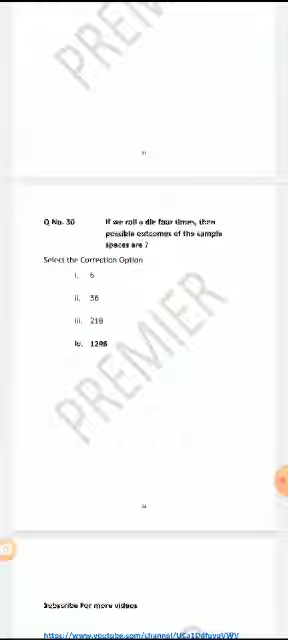 PREMIER
Q No. 30 If we roll a die four times, then
possible outcomes of the sample
spaces are ?
Select the Correction Option
i. 6
ii. 36
iii. 218
iv. 1296
PREMIER
Subscribe For more videos